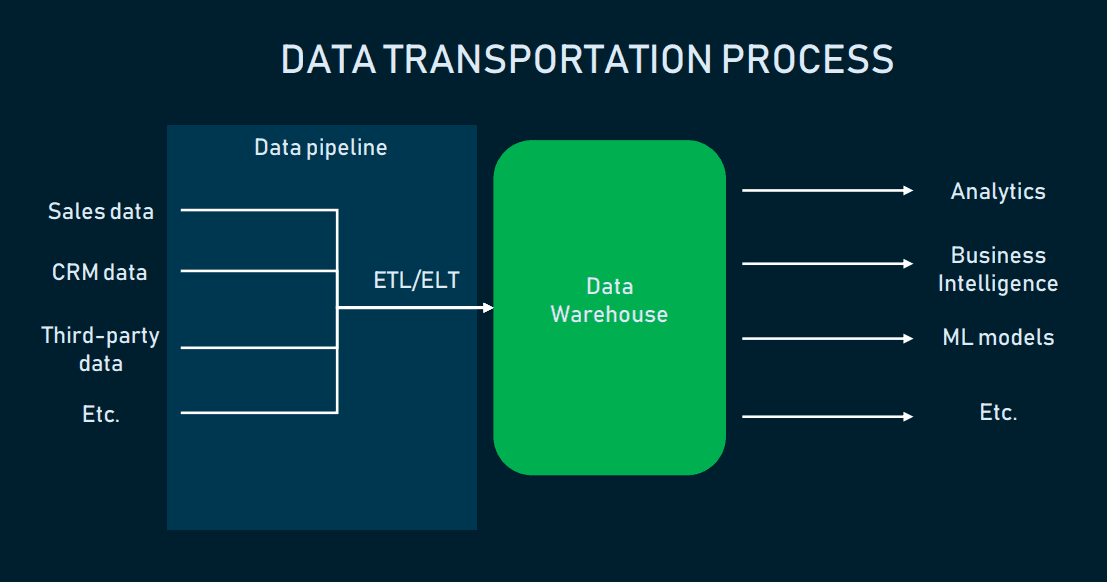 DATA TRANSPORTATION PROCESS
Data pipeline
Sales data
CRM data
Third-party
data
Etc.
ETL/ELT
Data
Warehouse
Analytics
Business
Intelligence
ML models
Etc.